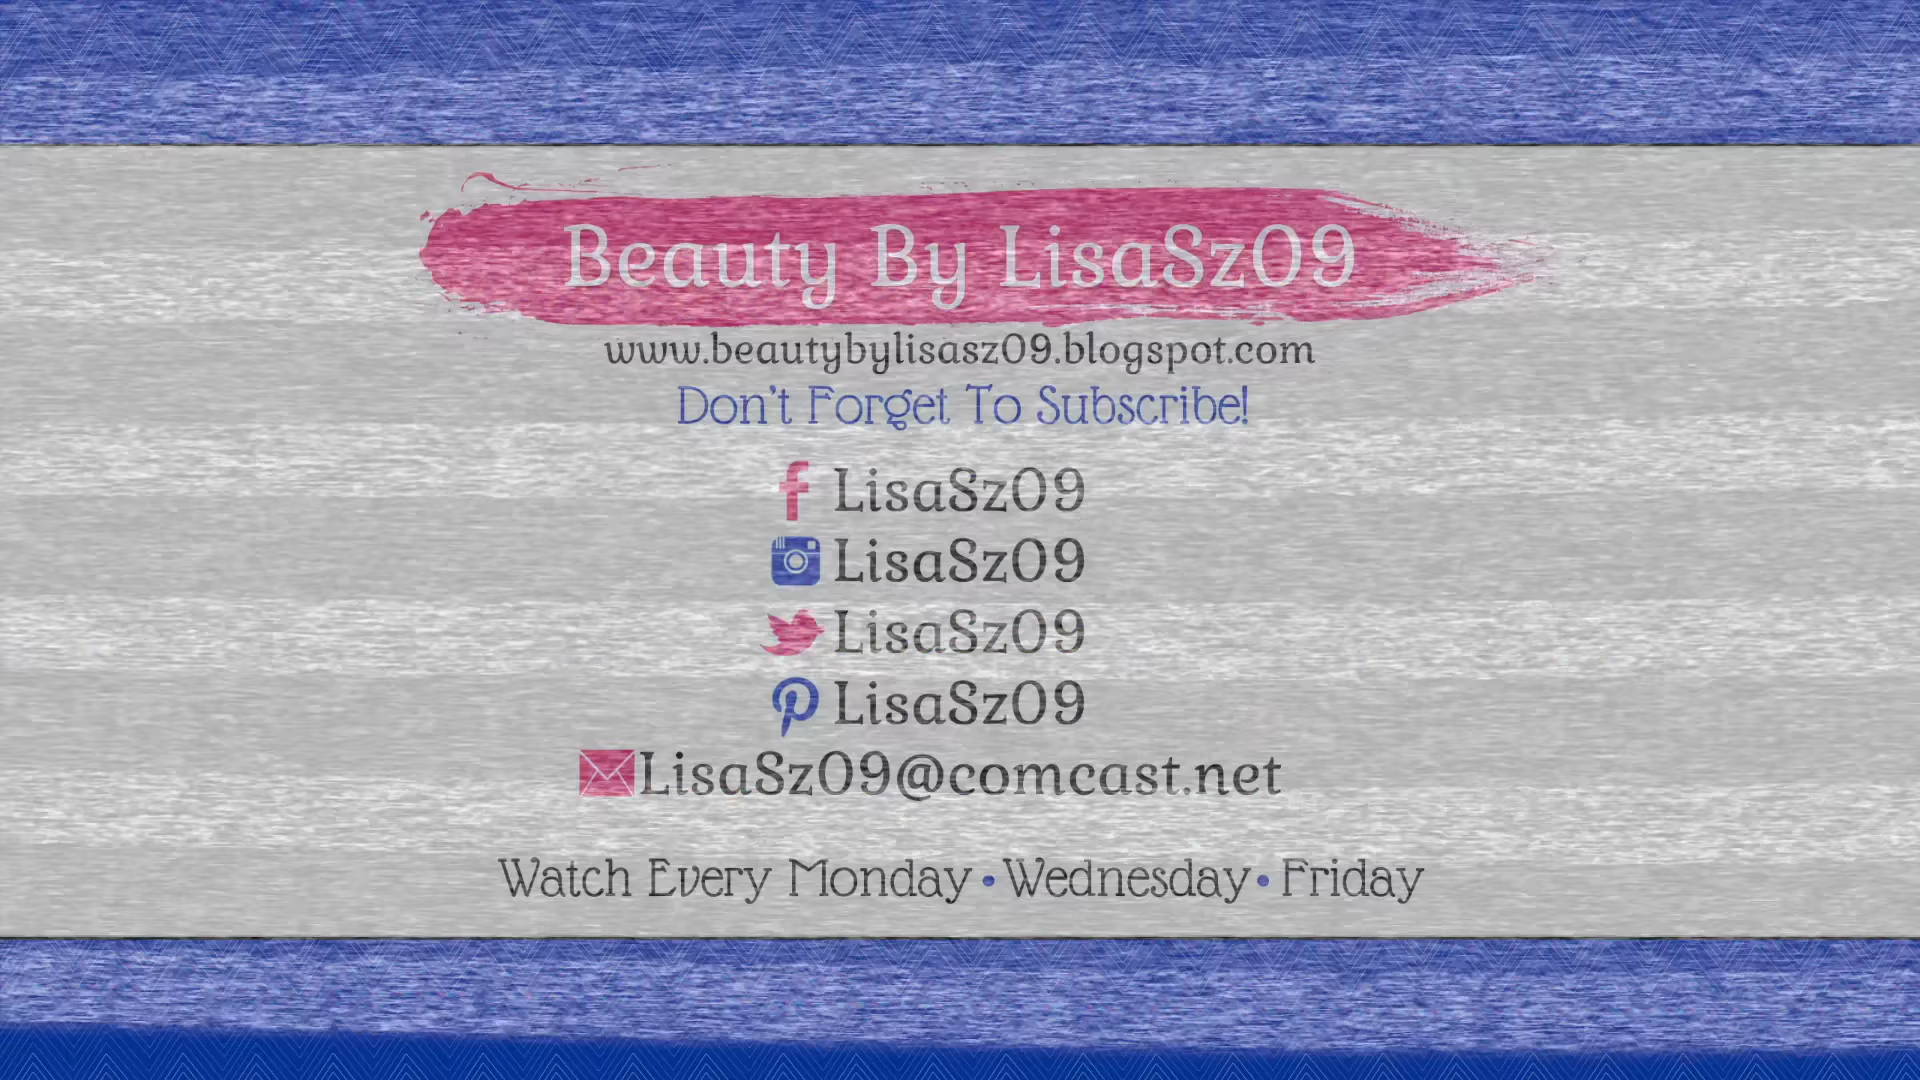 Beauty By LisaSz09
www.beautybylisasz09.blogspot.com
Don't Forget To Subscribe!
LisaSz09
LisaSz09
LisaSz09
LisaSz09
LisaSz09@comcast.net
Watch Every Monday • Wednesday • Friday